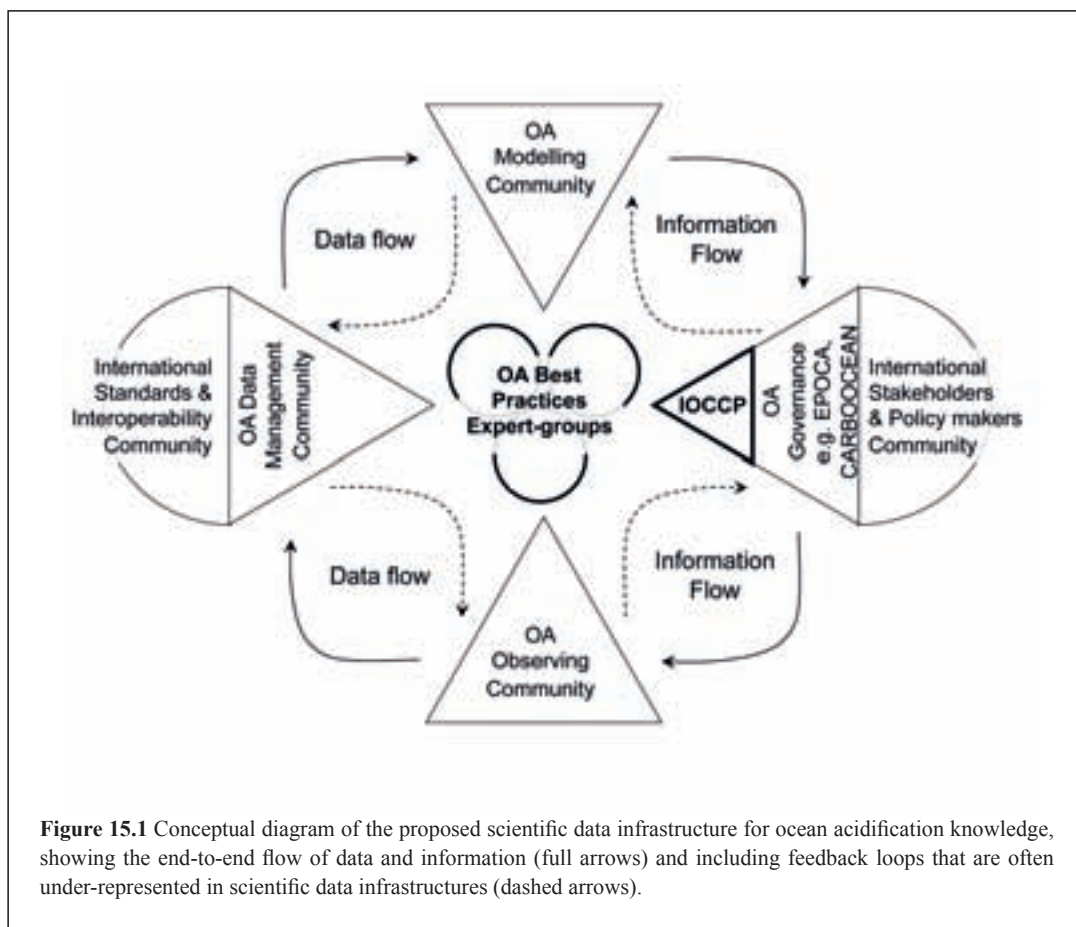 OA
Modelling
Community
Data flow
Information
Flow
International
Standards &
Interoperability
Community
OA Data
Management
Community
OA Best
Practices
Expert-groups
IOCCP
OA
Governance
e.g. EPOCA,
CARBOOCEAN
International
Stakeholders
& Policy makers
Community
Data flow
Information
Flow
OA
Observing
Community
Figure 15.1 Conceptual diagram of the proposed scientific data infrastructure for ocean acidification knowledge,
showing the end-to-end flow of data and information (full arrows) and including feedback loops that are often
under-represented in scientific data infrastructures (dashed arrows).